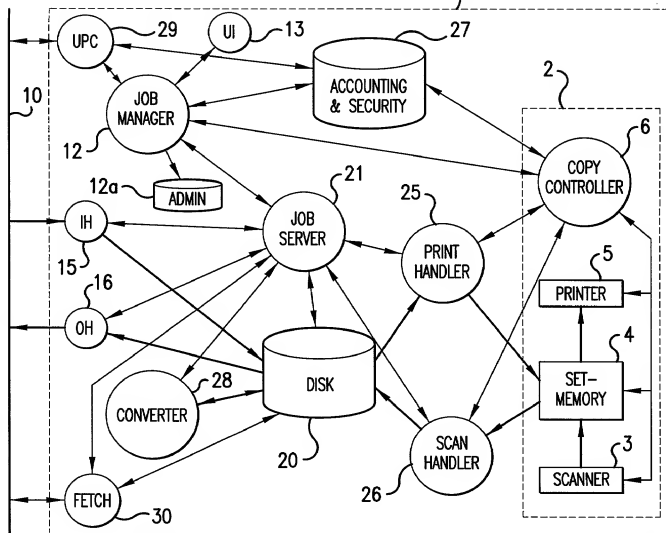 29
UPC
UI
13
27
10
ACCOUNTING
& SECURITY
2
JOB
MANAGER
12
6
COPY
CONTROLLER
12a
ADMIN
21
25
IH
15
JOB
SERVER
PRINT
HANDLER
5
PRINTER
16
OH
4
SET-
MEMORY
28
CONVERTER
DISK
20
SCAN
HANDLER
26
3
SCANNER
FETCH
30